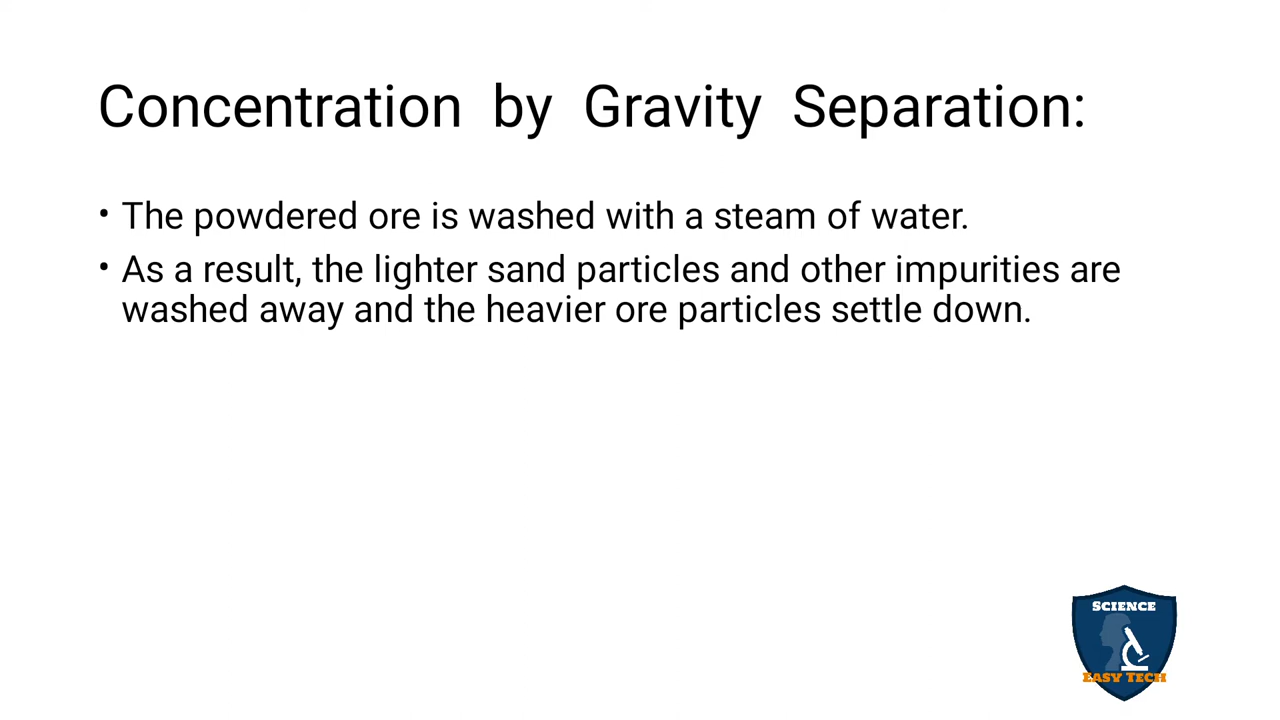 Concentration by Gravity Separation:
• The powdered ore is washed with a steam of water.
• As a result, the lighter sand particles and other impurities are
washed away and the heavier ore particles settle down.
SCIENCE
EASY TECH